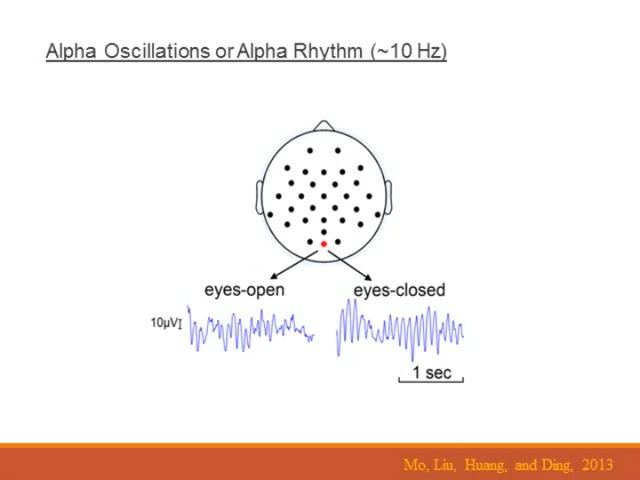 Alpha Oscillations or Alpha Rhythm (~10 Hz)
eyes-open
eyes-closed
10μV
1 sec
Mo, Liu, Huang, and Ding, 2013